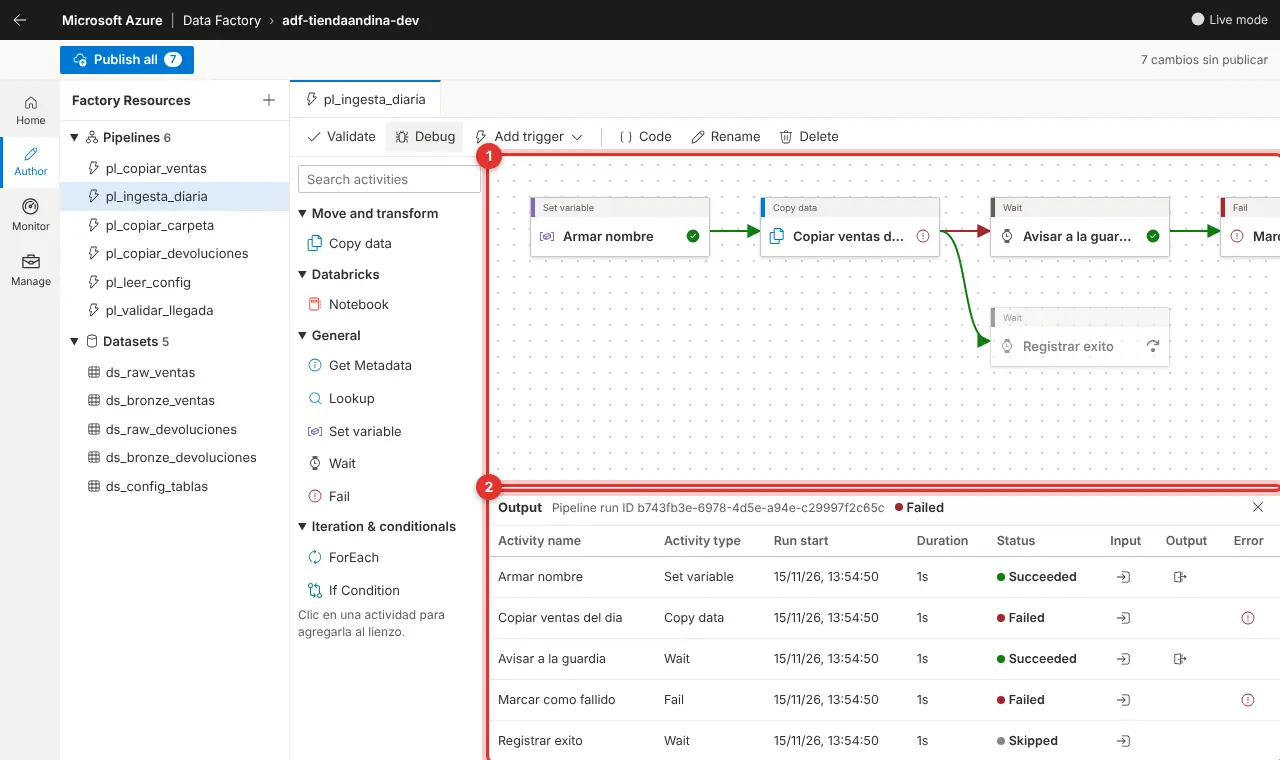 Microsoft Azure | Data Factory › adf-tiendaandina-dev Live mode
Publish all 7 7 cambios sin publicar
Home
Author
Monitor
Manage
Factory Resources
Pipelines 6
pl_copiar_ventas
pl_ingesta_diaria
pl_copiar_carpeta
pl_copiar_devoluciones
pl_leer_config
pl_validar_llegada
Datasets 5
ds_raw_ventas
ds_bronze_ventas
ds_raw_devoluciones
ds_bronze_devoluciones
ds_config_tablas
pl_ingesta_diaria
Validate Debug Add trigger Code Rename Delete
Search activities
Move and transform
Copy data
Databricks
Notebook
General
Get Metadata
Lookup
Set variable
Wait
Fail
Iteration & conditionals
ForEach
If Condition
Clic en una actividad para
agregarla al lienzo.
1
Set variable
Armar nombre
Copy data
Copiar ventas d...
Wait
Avisar a la guar...
Fail
Marc
Wait
Registrar exito
2
Output Pipeline run ID b743fb3e-6978-4d5e-a94e-c29997f2c65c Failed
Activity name Activity type Run start Duration Status Input Output Error
Armar nombre Set variable 15/11/26, 13:54:50 1s Succeeded
Copiar ventas del dia Copy data 15/11/26, 13:54:50 1s Failed
Avisar a la guardia Wait 15/11/26, 13:54:50 1s Succeeded
Marcar como fallido Fail 15/11/26, 13:54:50 1s Failed
Registrar exito Wait 15/11/26, 13:54:50 1s Skipped